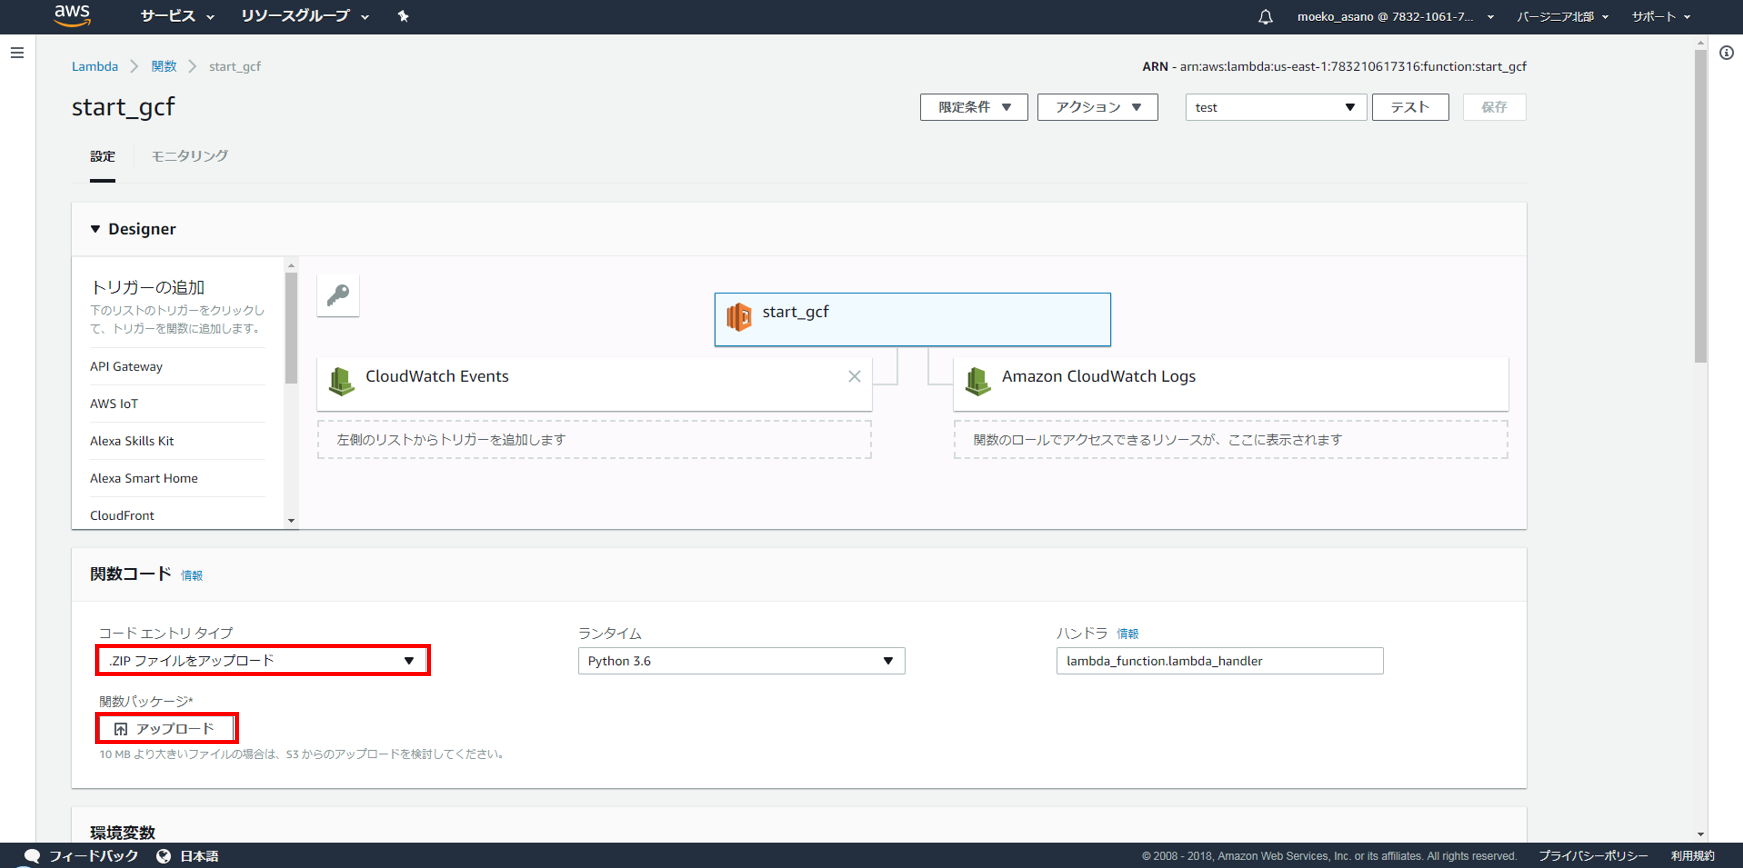 aws サービス リソースグループ moeko_asano @ 7832-1061-7... バージニア北部 サポート
Lambda 関数 start_gcf
ARN - arn:aws:lambda:us-east-1:783210617316:function:start_gcf
start_gcf
限定条件 アクション test テスト 保存
設定 モニタリング
Designer
トリガーの追加
下のリストのトリガーをクリックし
て、トリガーを関数に追加します。
API Gateway
AWS IoT
Alexa Skills Kit
Alexa Smart Home
CloudFront
start_gcf
CloudWatch Events
Amazon CloudWatch Logs
左側のリストからトリガーを追加します
関数のロールでアクセスできるリソースが、ここに表示されます
関数コード 情報
コード エントリ タイプ
.ZIP ファイルをアップロード
ランタイム
Python 3.6
ハンドラ 情報
lambda_function.lambda_handler
関数パッケージ*
アップロード
10 MB より大きいファイルの場合は、S3 からのアップロードを検討してください。
環境変数
フィードバック 日本語
© 2008 - 2018, Amazon Web Services, Inc. or its affiliates. All rights reserved. プライバシーポリシー 利用規約